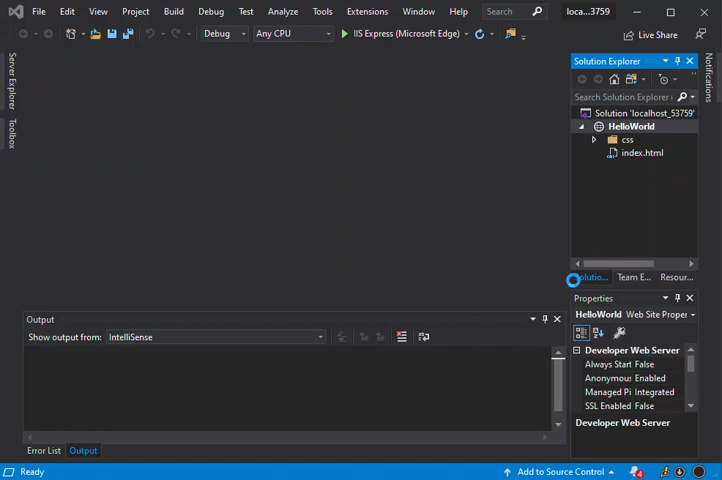 File Edit View Project Build Debug Test Analyze Tools Extensions Window Help Search loca...3759
Debug Any CPU IIS Express (Microsoft Edge) Live Share
Server Explorer
Toolbox
Notifications
Solution Explorer
Search Solution Explorer
Solution 'localhost_53759'
HelloWorld
css
index.html
Team E... Resour...
Properties
HelloWorld Web Site Proper
Developer Web Server
Always Start False
Anonymous Enabled
Managed Pi Integrated
SSL Enabled False
Developer Web Server
Output
Show output from: IntelliSense
Error List Output
Ready Add to Source Control 4